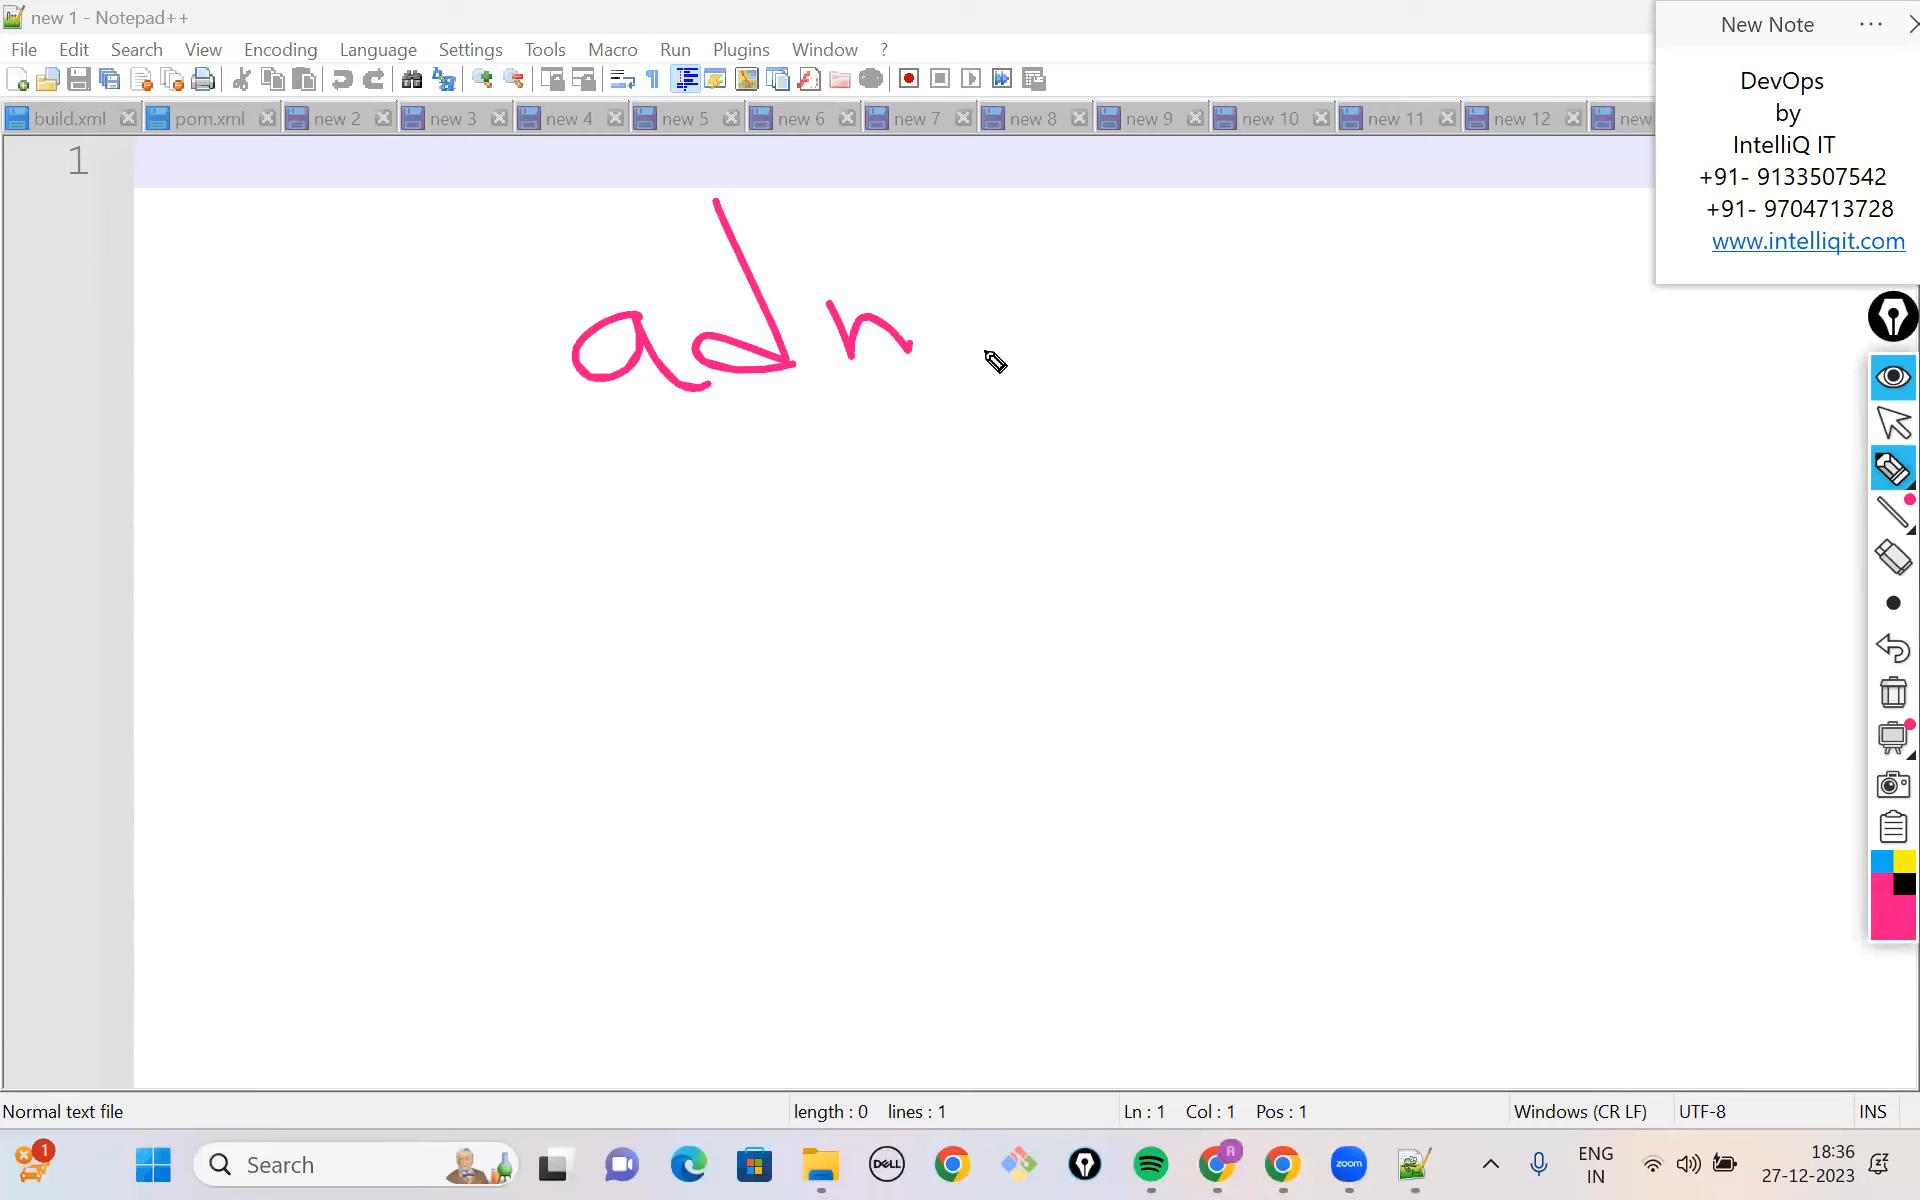 new 1 - Notepad++
New Note
File Edit Search View Encoding Language Settings Tools Macro Run Plugins Window ?
build.xml pom.xml new 2 new 3 new 4 new 5 new 6 new 7 new 8 new 9 new 10 new 11 new 12 new
DevOps
by
IntelliQ IT
+91- 9133507542
+91- 9704713728
www.intelliqit.com
1
adn
Normal text file length : 0 lines : 1 Ln : 1 Col : 1 Pos : 1 Windows (CR LF) UTF-8 INS
1 Search DELL R zoom ENG 18:36
IN 27-12-2023